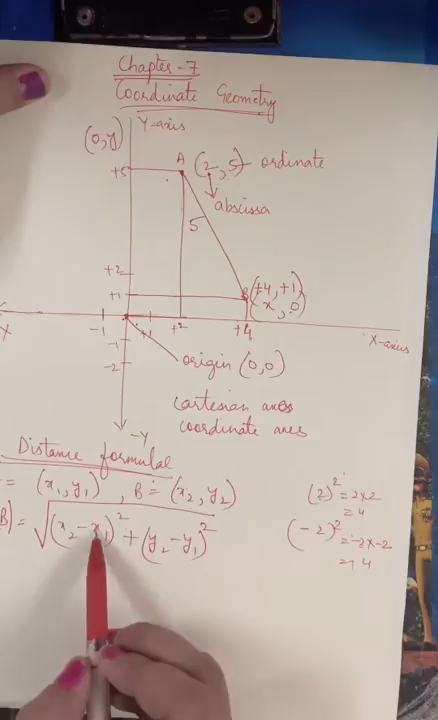 Chapter-7
Coordinate Geometry
Y-axis
(0,y)
+5
A (2, 5) ordinate
abscissa
5
+2
+1
B (+4, +1)
(x, 0)
X
-1
+1
+2
+4
X-axis
-1
-2
origin (0,0)
-Y
Cartesian axes
coordinate axes
Distance formula
= (x₁, y₁), B = (x₂, y₂)
B) = √(x₂-x₁)² + (y₂-y₁)²
(2)² = 2x2
= 4
(-2)² = -2x-2
= +4